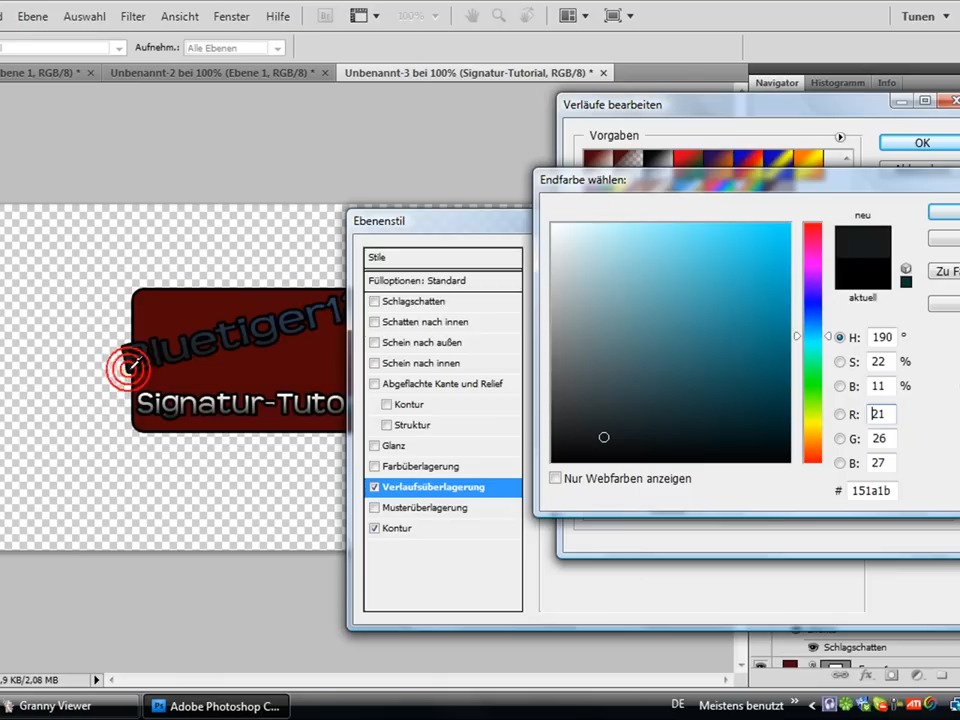 Ebene Auswahl Filter Ansicht Fenster Hilfe Br 100% Tunen
Aufnehm.: Alle Ebenen
ene 1, RGB/8) * Unbenannt-2 bei 100% (Ebene 1, RGB/8) * Unbenannt-3 bei 100% (Signatur-Tutorial, RGB/8) *
Navigator Histogramm Info
Verläufe bearbeiten
Vorgaben
OK
Endfarbe wählen:
neu
Zu Fa
aktuell
H: 190 °
S: 22 %
B: 11 %
R: 21
G: 26
B: 27
# 151a1b
Nur Webfarben anzeigen
Ebenenstil
Stile
Fülloptionen: Standard
Schlagschatten
Schatten nach innen
Schein nach außen
Schein nach innen
Abgeflachte Kante und Relief
Kontur
Struktur
Glanz
Farbüberlagerung
Verlaufsüberlagerung
Musterüberlagerung
Kontur
Bluetiger1
Signatur-Tuto
Schlagschatten
,9 KB/2,08 MB
Granny Viewer Adobe Photoshop C... DE Meistens benutzt